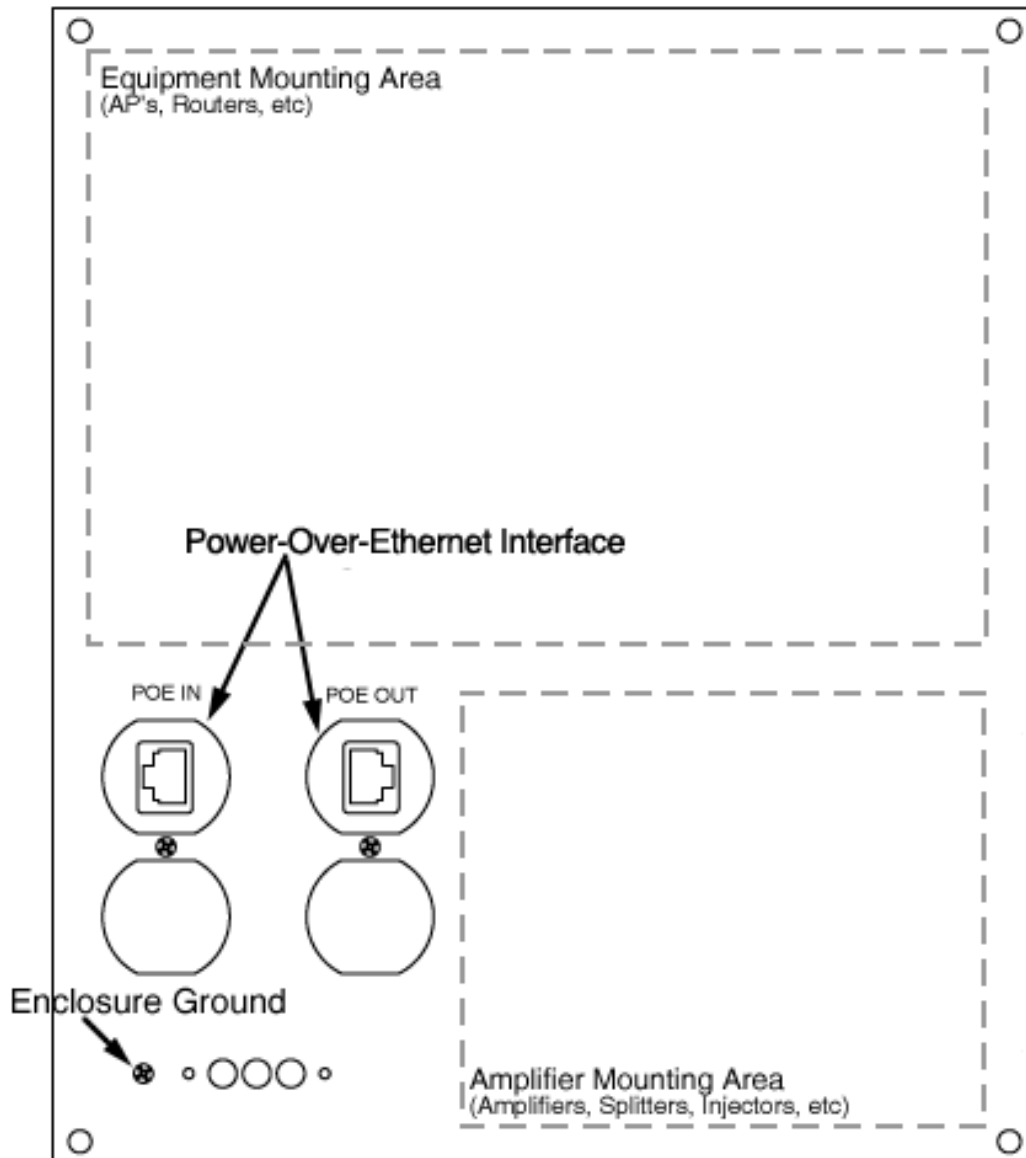 Equipment Mounting Area
(AP's, Routers, etc)
Power-Over-Ethernet Interface
POE IN
POE OUT
Enclosure Ground
Amplifier Mounting Area
(Amplifiers, Splitters, Injectors, etc)